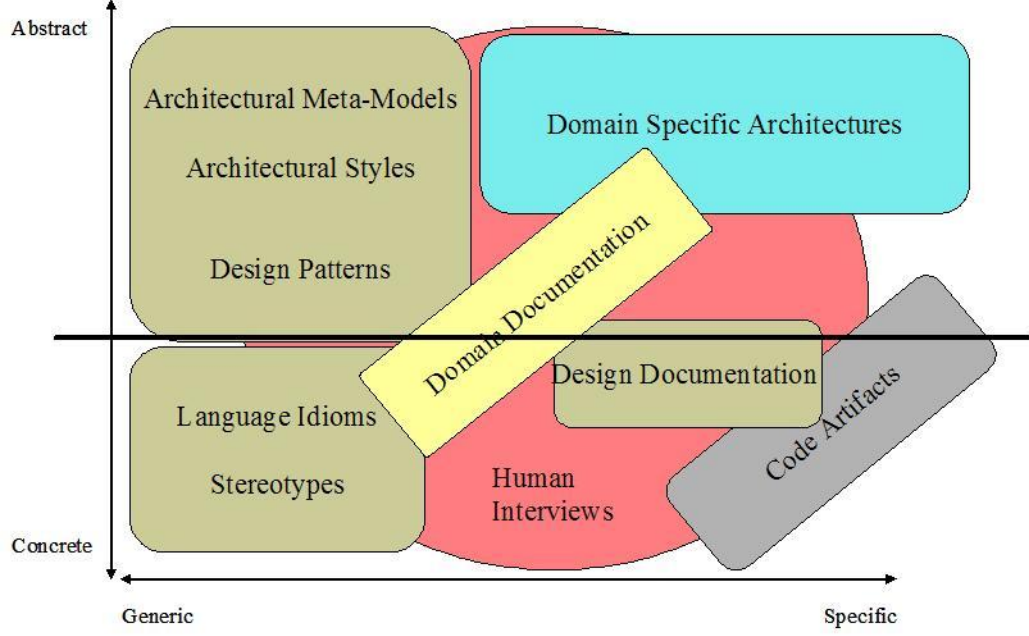 Abstract
Architectural Meta-Models
Domain Specific Architectures
Architectural Styles
Design Patterns
Domain Documentation
Design Documentation
Code Artifacts
Language Idioms
Stereotypes
Human
Interviews
Concrete
Generic
Specific